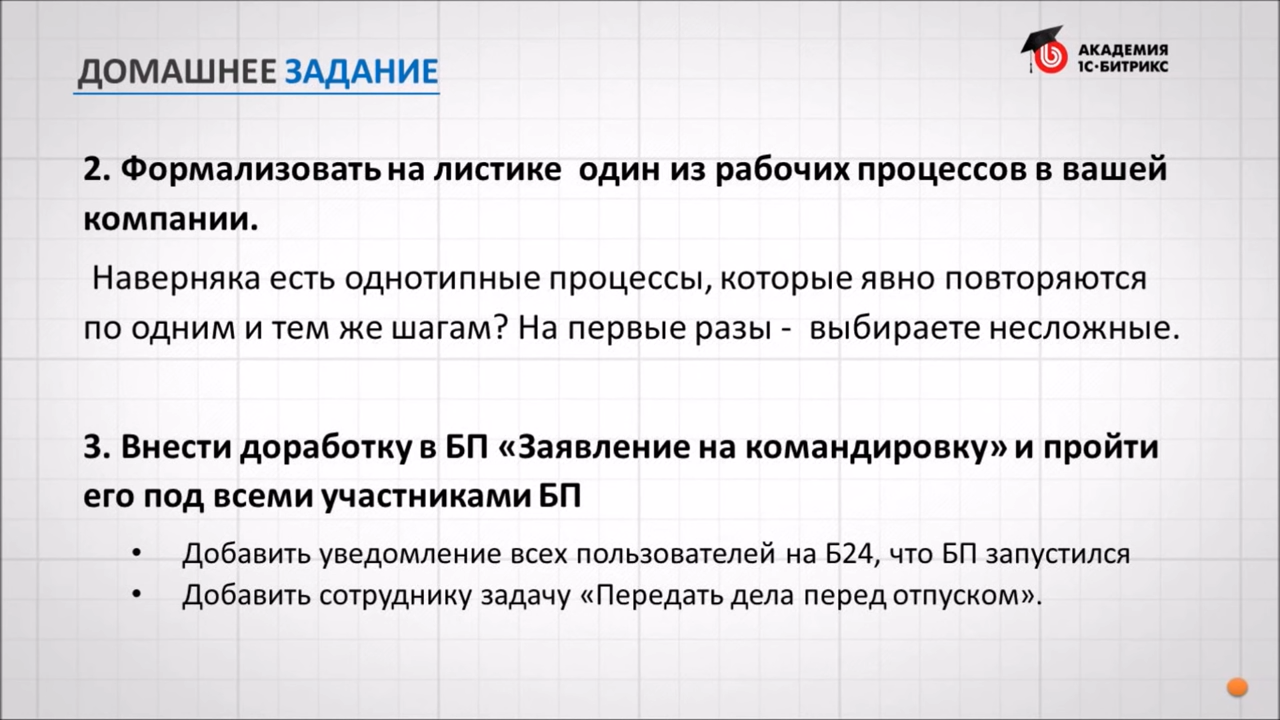 ДОМАШНЕЕ ЗАДАНИЕ
АКАДЕМИЯ
1С-БИТРИКС
2. Формализовать на листике один из рабочих процессов в вашей
компании.
Наверняка есть однотипные процессы, которые явно повторяются
по одним и тем же шагам? На первые разы - выбираете несложные.
3. Внести доработку в БП «Заявление на командировку» и пройти
его под всеми участниками БП
• Добавить уведомление всех пользователей на Б24, что БП запустился
• Добавить сотруднику задачу «Передать дела перед отпуском».